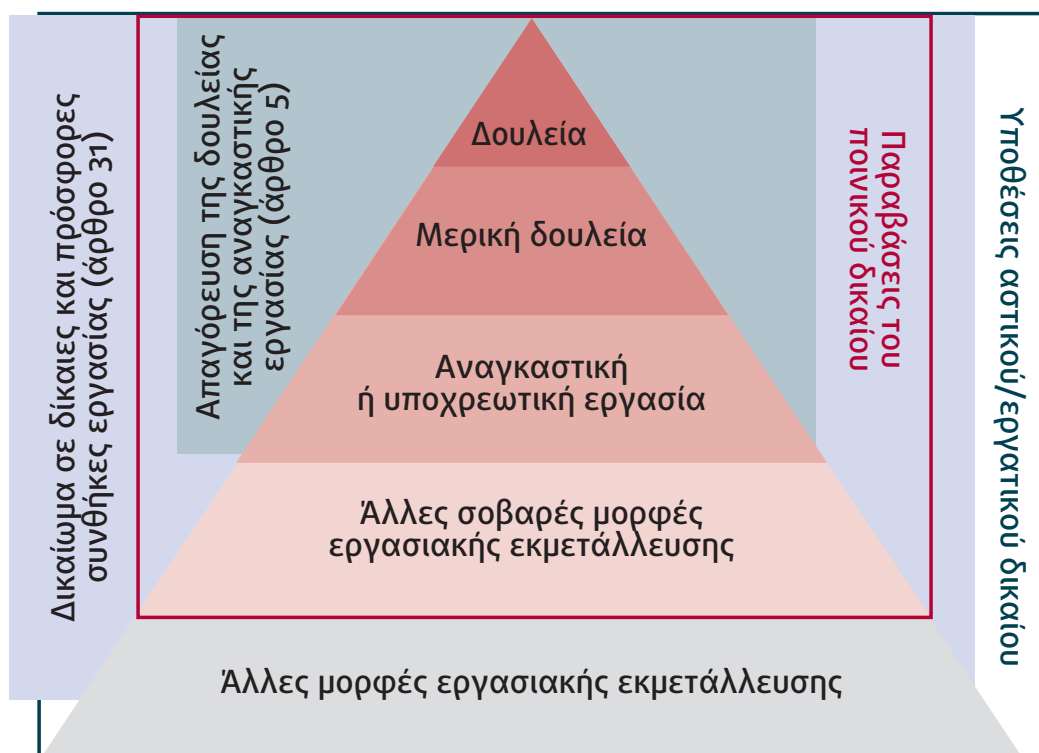 Δικαίωμα σε δίκαιες και πρόσφορες
συνθήκες εργασίας (άρθρο 31)
Απαγόρευση της δουλείας
και της αναγκαστικής
εργασίας (άρθρο 5)
Δουλεία
Μερική δουλεία
Αναγκαστική
ή υποχρεωτική εργασία
Άλλες σοβαρές μορφές
εργασιακής εκμετάλλευσης
Άλλες μορφές εργασιακής εκμετάλλευσης
Παραβάσεις του
ποινικού δικαίου
Υποθέσεις αστικού/εργατικού δικαίου